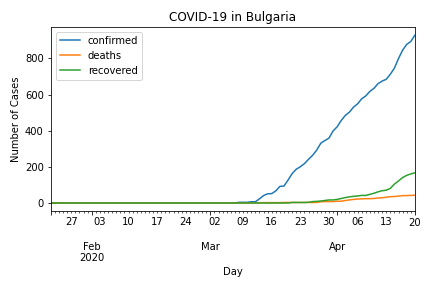 COVID-19 in Bulgaria
confirmed
deaths
recovered
Number of Cases
800
600
400
200
0
27 03 10 17 24 02 09 16 23 30 06 13 20
Feb Mar Apr
2020
Day